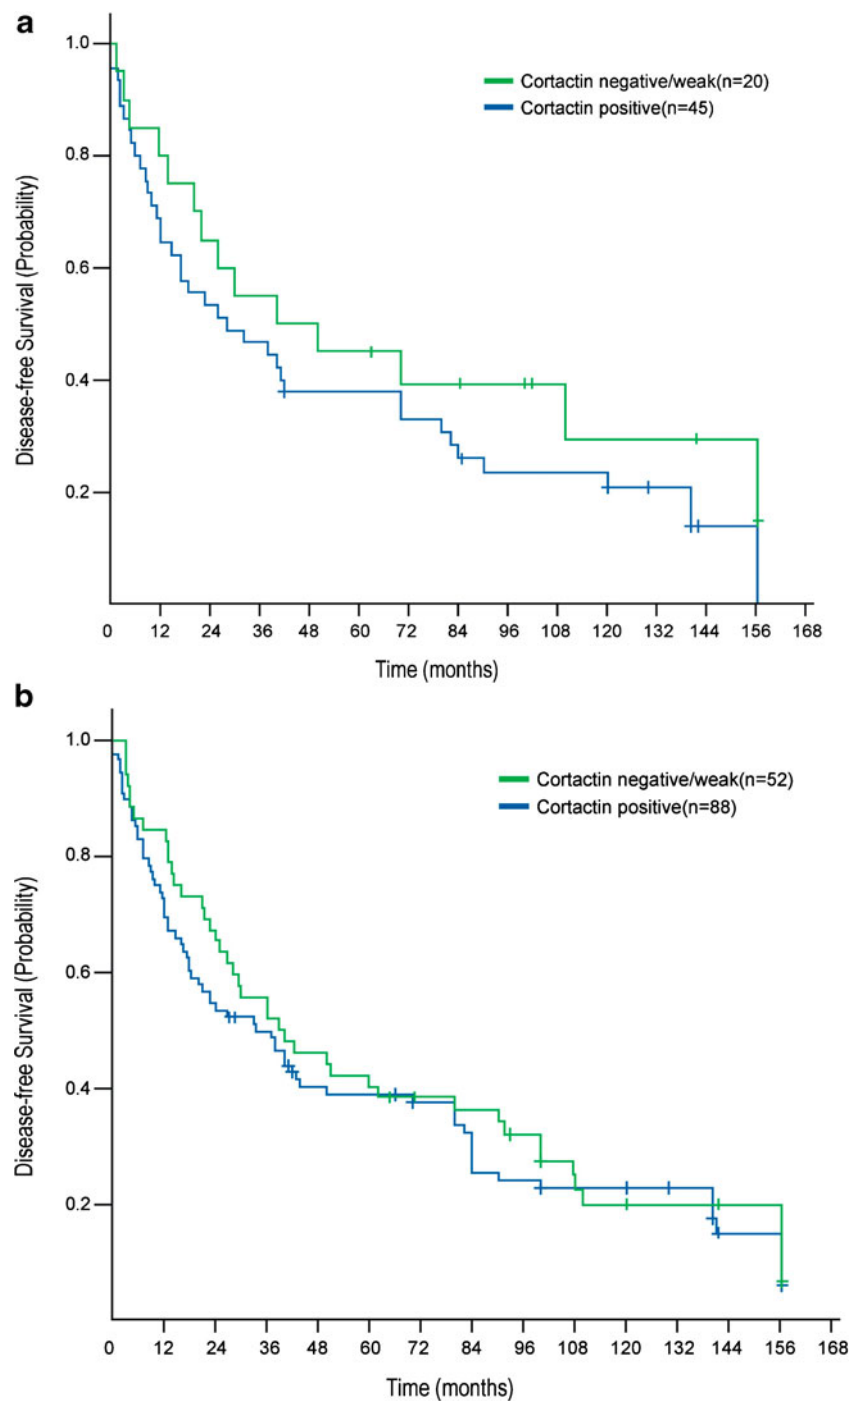 a
1.0
0.8
0.6
0.4
0.2
Disease-free Survival (Probability)
Cortactin negative/weak(n=20)
Cortactin positive(n=45)
0 12 24 36 48 60 72 84 96 108 120 132 144 156 168
Time (months)
b
1.0
0.8
0.6
0.4
0.2
Disease-free Survival (Probability)
Cortactin negative/weak(n=52)
Cortactin positive(n=88)
0 12 24 36 48 60 72 84 96 108 120 132 144 156 168
Time (months)